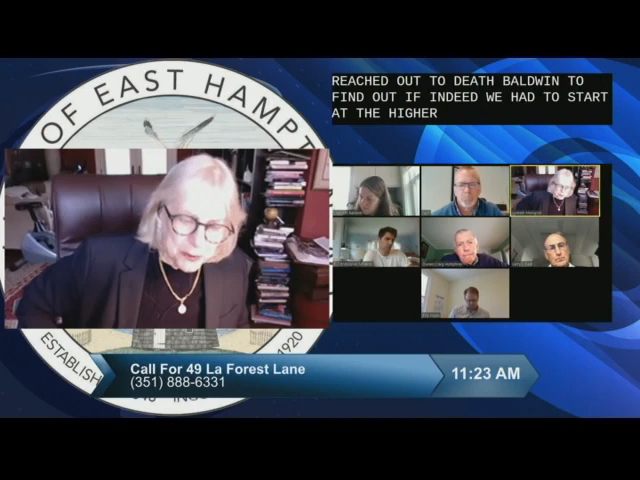 OF EAST HAMPT
REACHED OUT TO DEATH BALDWIN TO
FIND OUT IF INDEED WE HAD TO START
AT THE HIGHER
ESTABLISH
1920
Call For 49 La Forest Lane
(351) 888-6331
11:23 AM